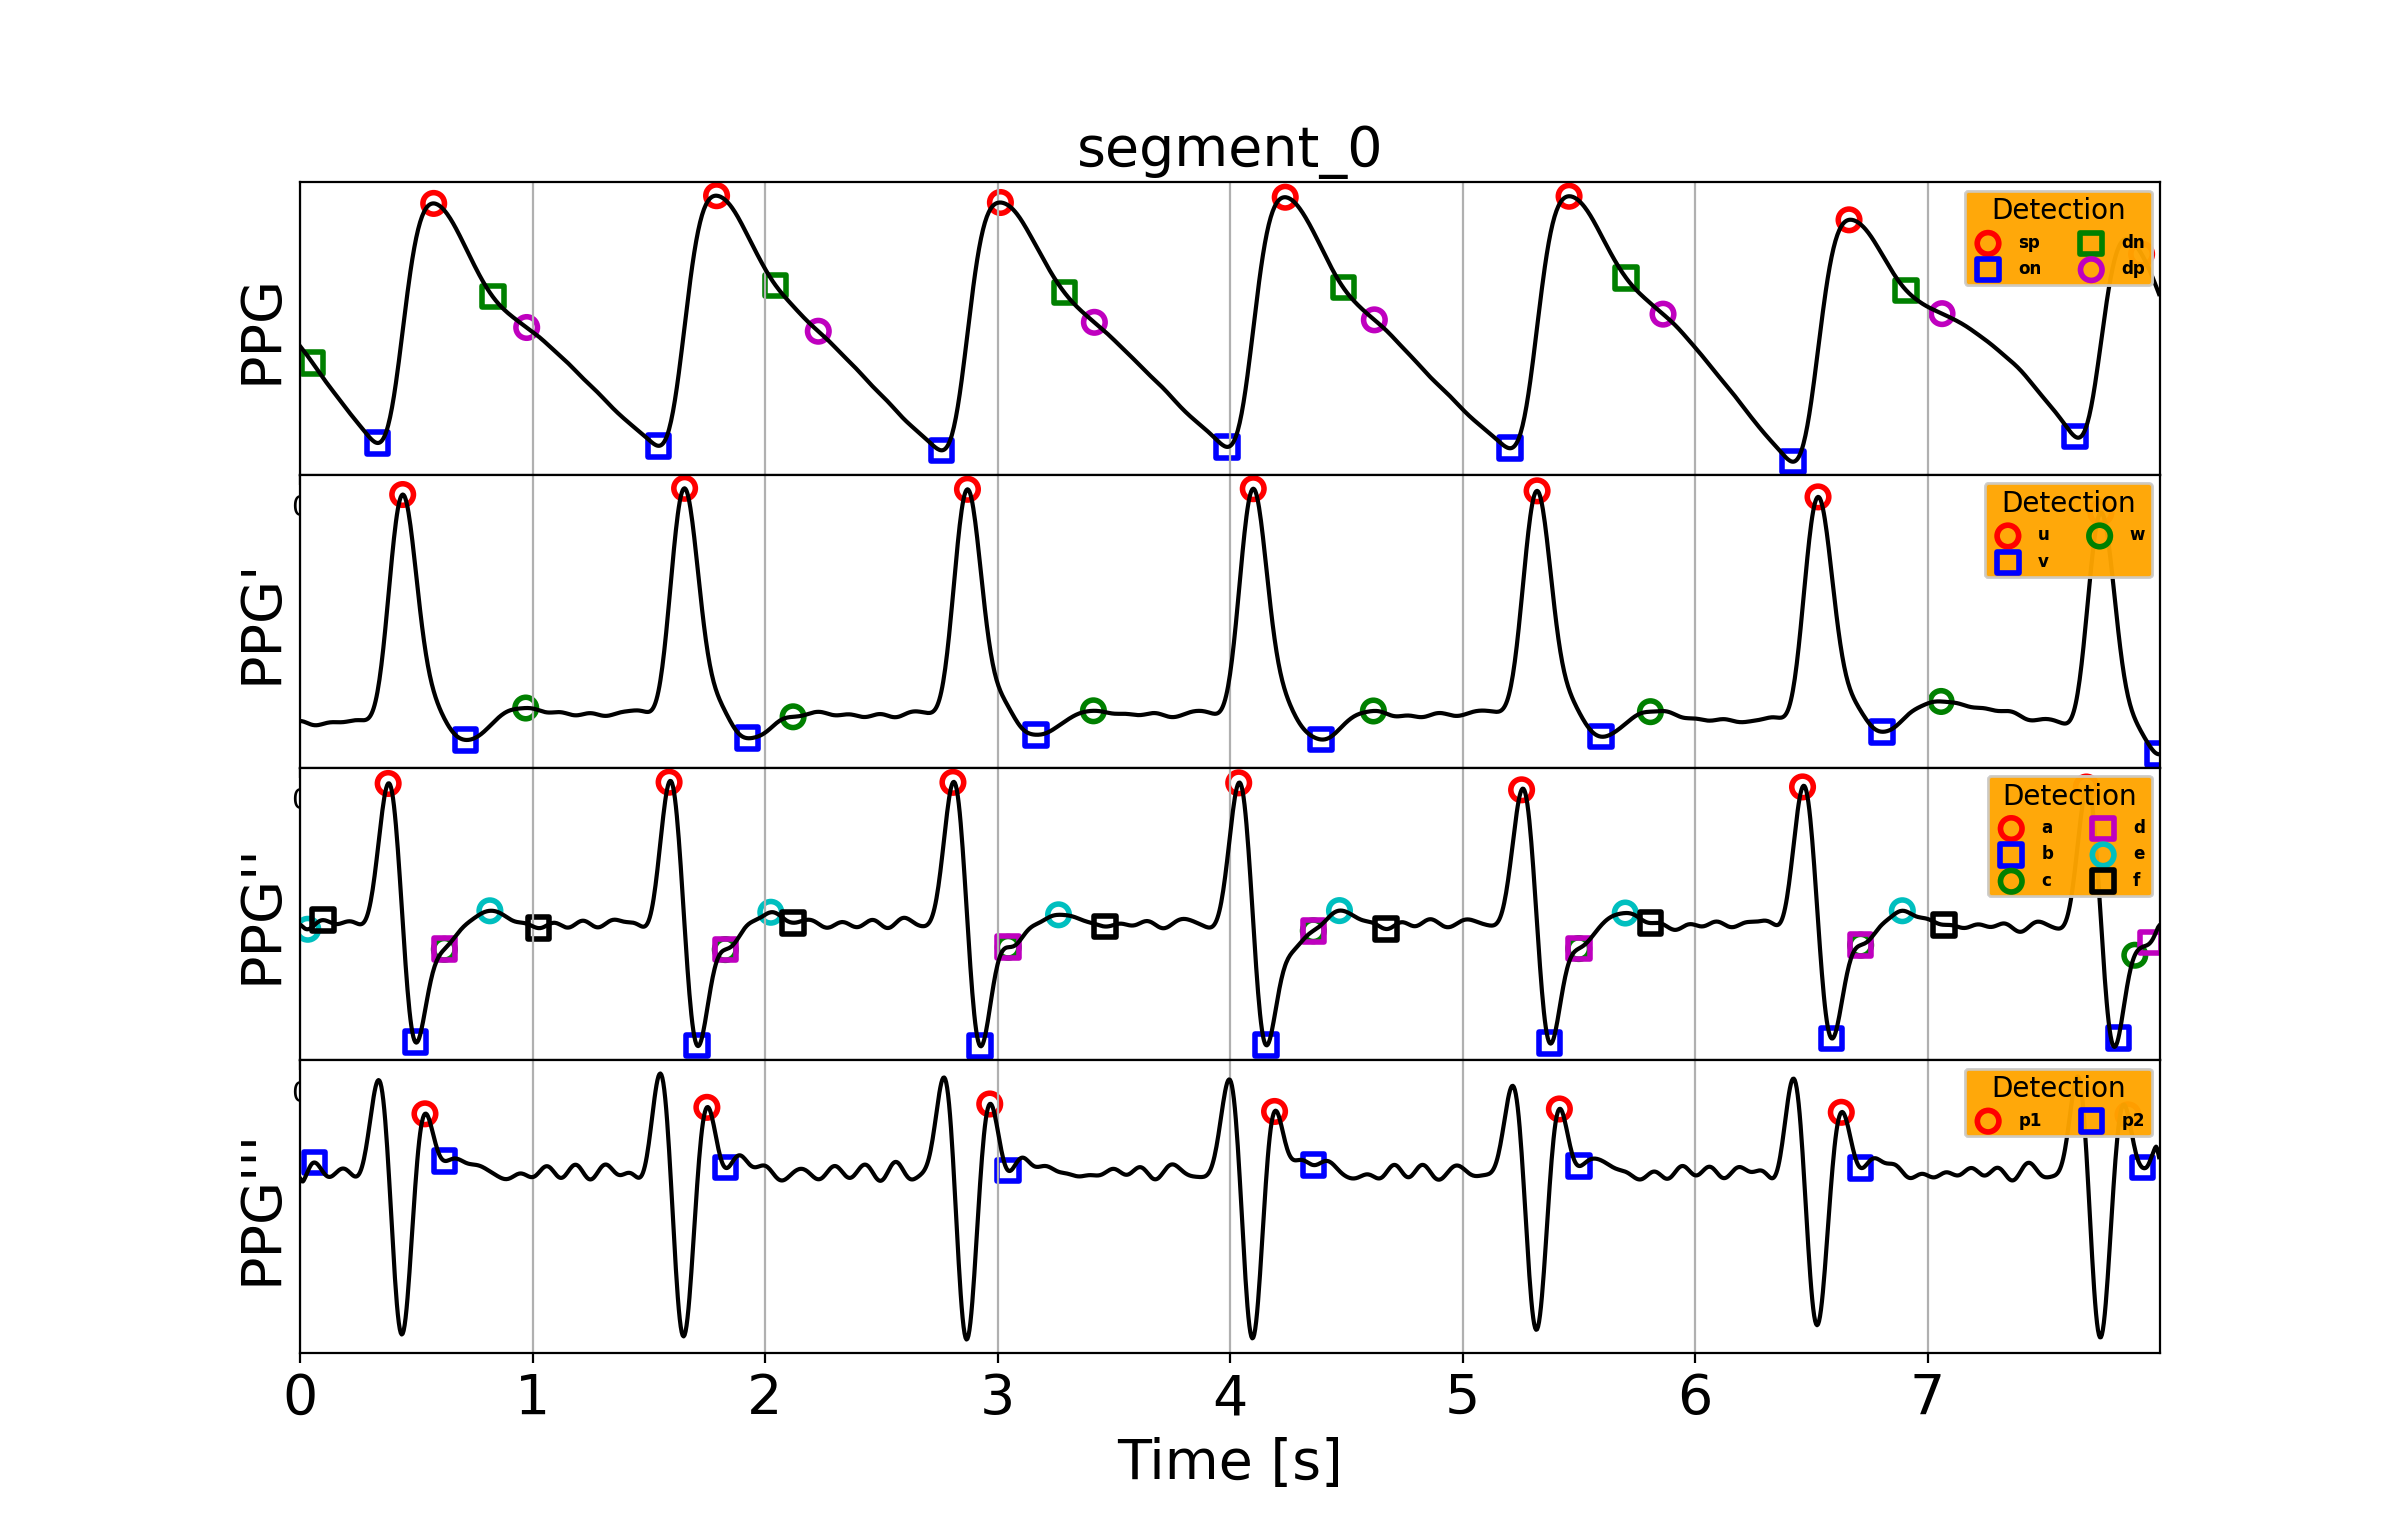 segment_0
PPG
Detection
sp dn
on dp
PPG'
Detection
u w
v
PPG''
Detection
a d
b e
c f
PPG'''
Detection
p1 p2
0 1 2 3 4 5 6 7
Time [s]